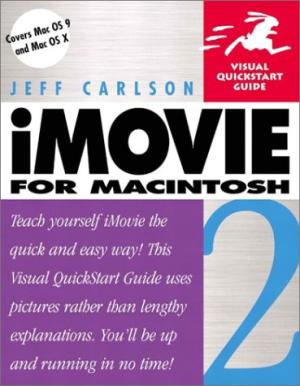 Covers Mac OS 9
and Mac OS X
VISUAL
QUICKSTART
GUIDE
JEFF CARLSON
iMOVIE
FOR MACINTOSH
2
Teach yourself iMovie the
quick and easy way! This
Visual QuickStart Guide uses
pictures rather than lengthy
explanations. You'll be up
and running in no time!